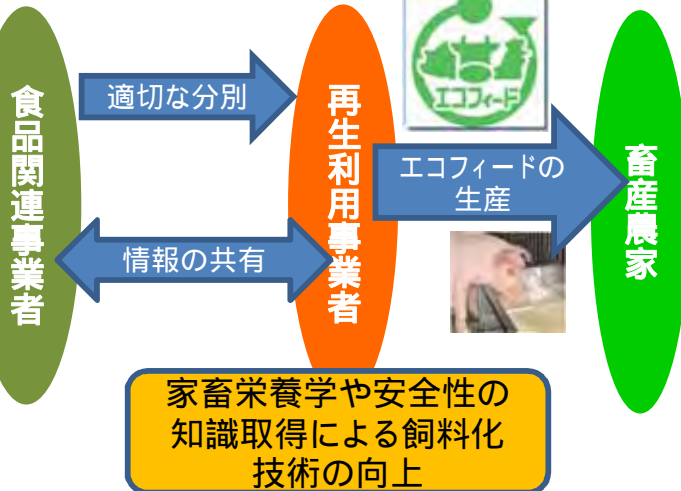 食品関連事業者
適切な分別
情報の共有
再生利用事業者
エコフィード
エコフィードの
生産
畜産農家
家畜栄養学や安全性の
知識取得による飼料化
技術の向上